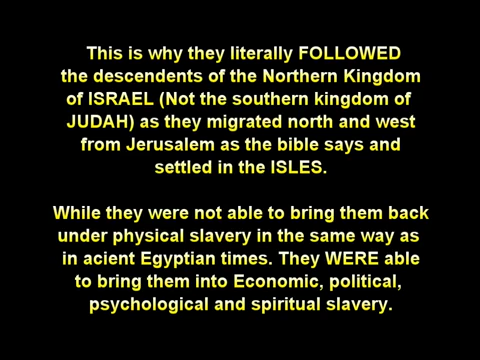 This is why they literally FOLLOWED
the descendents of the Northern Kingdom
of ISRAEL (Not the southern kingdom of
JUDAH) as they migrated north and west
from Jerusalem as the bible says and
settled in the ISLES.
While they were not able to bring them back
under physical slavery in the same way as
in acient Egyptian times. They WERE able
to bring them into Economic, political,
psychological and spiritual slavery.